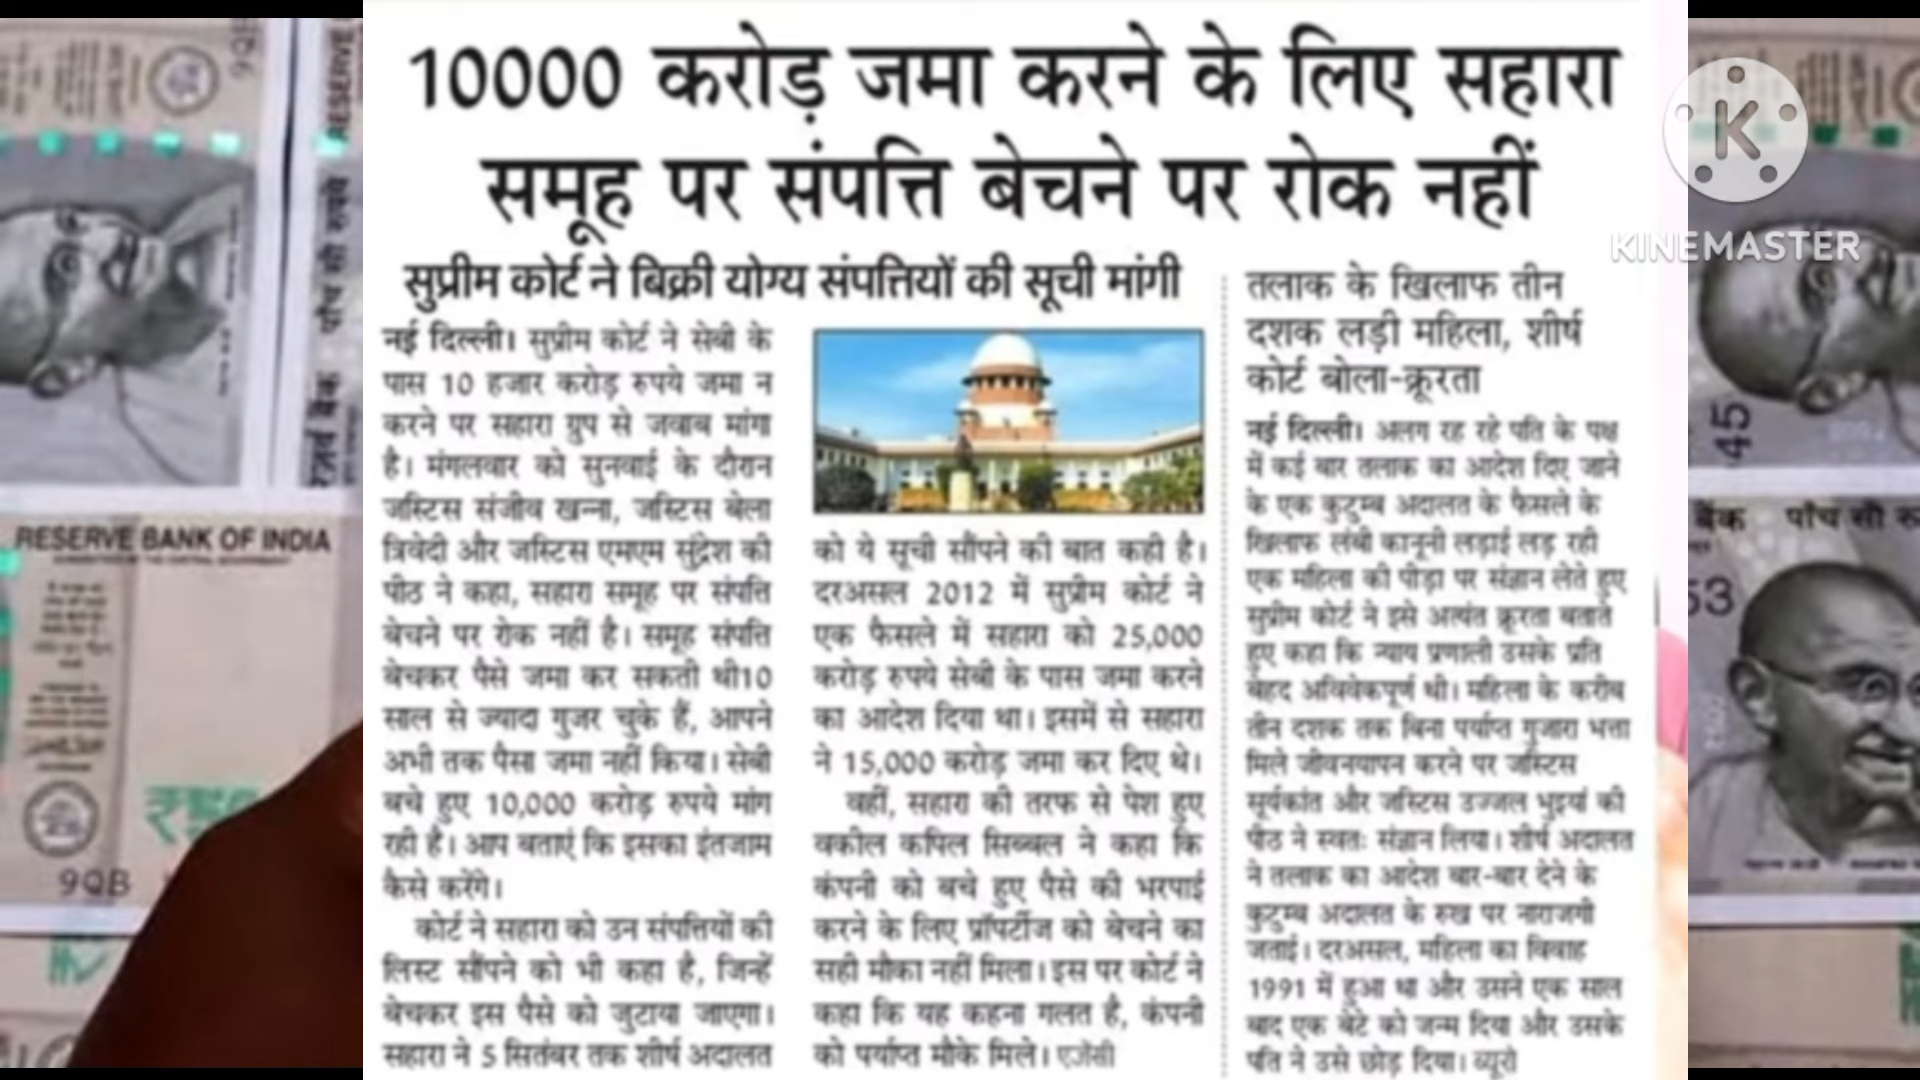 10000 करोड़ जमा करने के लिए सहारा
समूह पर संपत्ति बेचने पर रोक नहीं
सुप्रीम कोर्ट ने बिक्री योग्य संपत्तियों की सूची मांगी
नई दिल्ली। सुप्रीम कोर्ट ने सेबी के
पास 10 हजार करोड़ रुपये जमा न
करने पर सहारा ग्रुप से जवाब मांगा
है। मंगलवार को सुनवाई के दौरान
जस्टिस संजीव खन्ना, जस्टिस बेला
त्रिवेदी और जस्टिस एमएम सुंद्रेश की
पीठ ने कहा, सहारा समूह पर संपत्ति
बेचने पर रोक नहीं है। समूह संपत्ति
बेचकर पैसे जमा कर सकती थी10
साल से ज्यादा गुजर चुके हैं, आपने
अभी तक पैसा जमा नहीं किया। सेबी
बचे हुए 10,000 करोड़ रुपये मांग
रही है। आप बताएं कि इसका इंतजाम
कैसे करेंगे।
कोर्ट ने सहारा को उन संपत्तियों की
लिस्ट सौंपने को भी कहा है, जिन्हें
बेचकर इस पैसे को जुटाया जाएगा।
सहारा ने 5 सितंबर तक शीर्ष अदालत
को ये सूची सौंपने की बात कही है।
दरअसल 2012 में सुप्रीम कोर्ट ने
एक फैसले में सहारा को 25,000
करोड़ रुपये सेबी के पास जमा करने
का आदेश दिया था। इसमें से सहारा
ने 15,000 करोड़ जमा कर दिए थे।
वहीं, सहारा की तरफ से पेश हुए
वकील कपिल सिब्बल ने कहा कि
कंपनी को बचे हुए पैसे की भरपाई
करने के लिए प्रॉपर्टीज को बेचने का
सही मौका नहीं मिला। इस पर कोर्ट ने
कहा कि यह कहना गलत है, कंपनी
को पर्याप्त मौके मिले। एजेंसी
तलाक के खिलाफ तीन
दशक लड़ी महिला, शीर्ष
कोर्ट बोला-क्रूरता
नई दिल्ली। अलग रह रहे पति के पक्ष
में कई बार तलाक का आदेश दिए जाने
के एक कुटुम्ब अदालत के फैसले के
खिलाफ लंबी कानूनी लड़ाई लड़ रही
एक महिला की पीड़ा पर संज्ञान लेते हुए
सुप्रीम कोर्ट ने इसे अत्यंत क्रूरता बताते
हुए कहा कि न्याय प्रणाली उसके प्रति
बेहद अविवेकपूर्ण थी। महिला के करीब
तीन दशक तक बिना पर्याप्त गुजारा भत्ता
मिले जीवनयापन करने पर जस्टिस
सूर्यकांत और जस्टिस उज्जल भुइयां की
पीठ ने स्वतः संज्ञान लिया। शीर्ष अदालत
ने तलाक का आदेश बार-बार देने के
कुटुम्ब अदालत के रुख पर नाराजगी
जताई। दरअसल, महिला का विवाह
1991 में हुआ था और उसने एक साल
बाद एक बेटे को जन्म दिया और उसके
पति ने उसे छोड़ दिया। ब्यूरो
K
KINEMASTER
RESERVE BANK OF INDIA
9QB
RESERVE
पाँच सौ रुपये
45
बैंक पाँच सौ रु
53